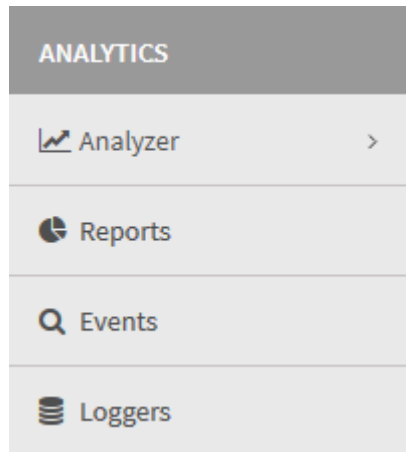 ANALYTICS
Analyzer
Reports
Events
Loggers